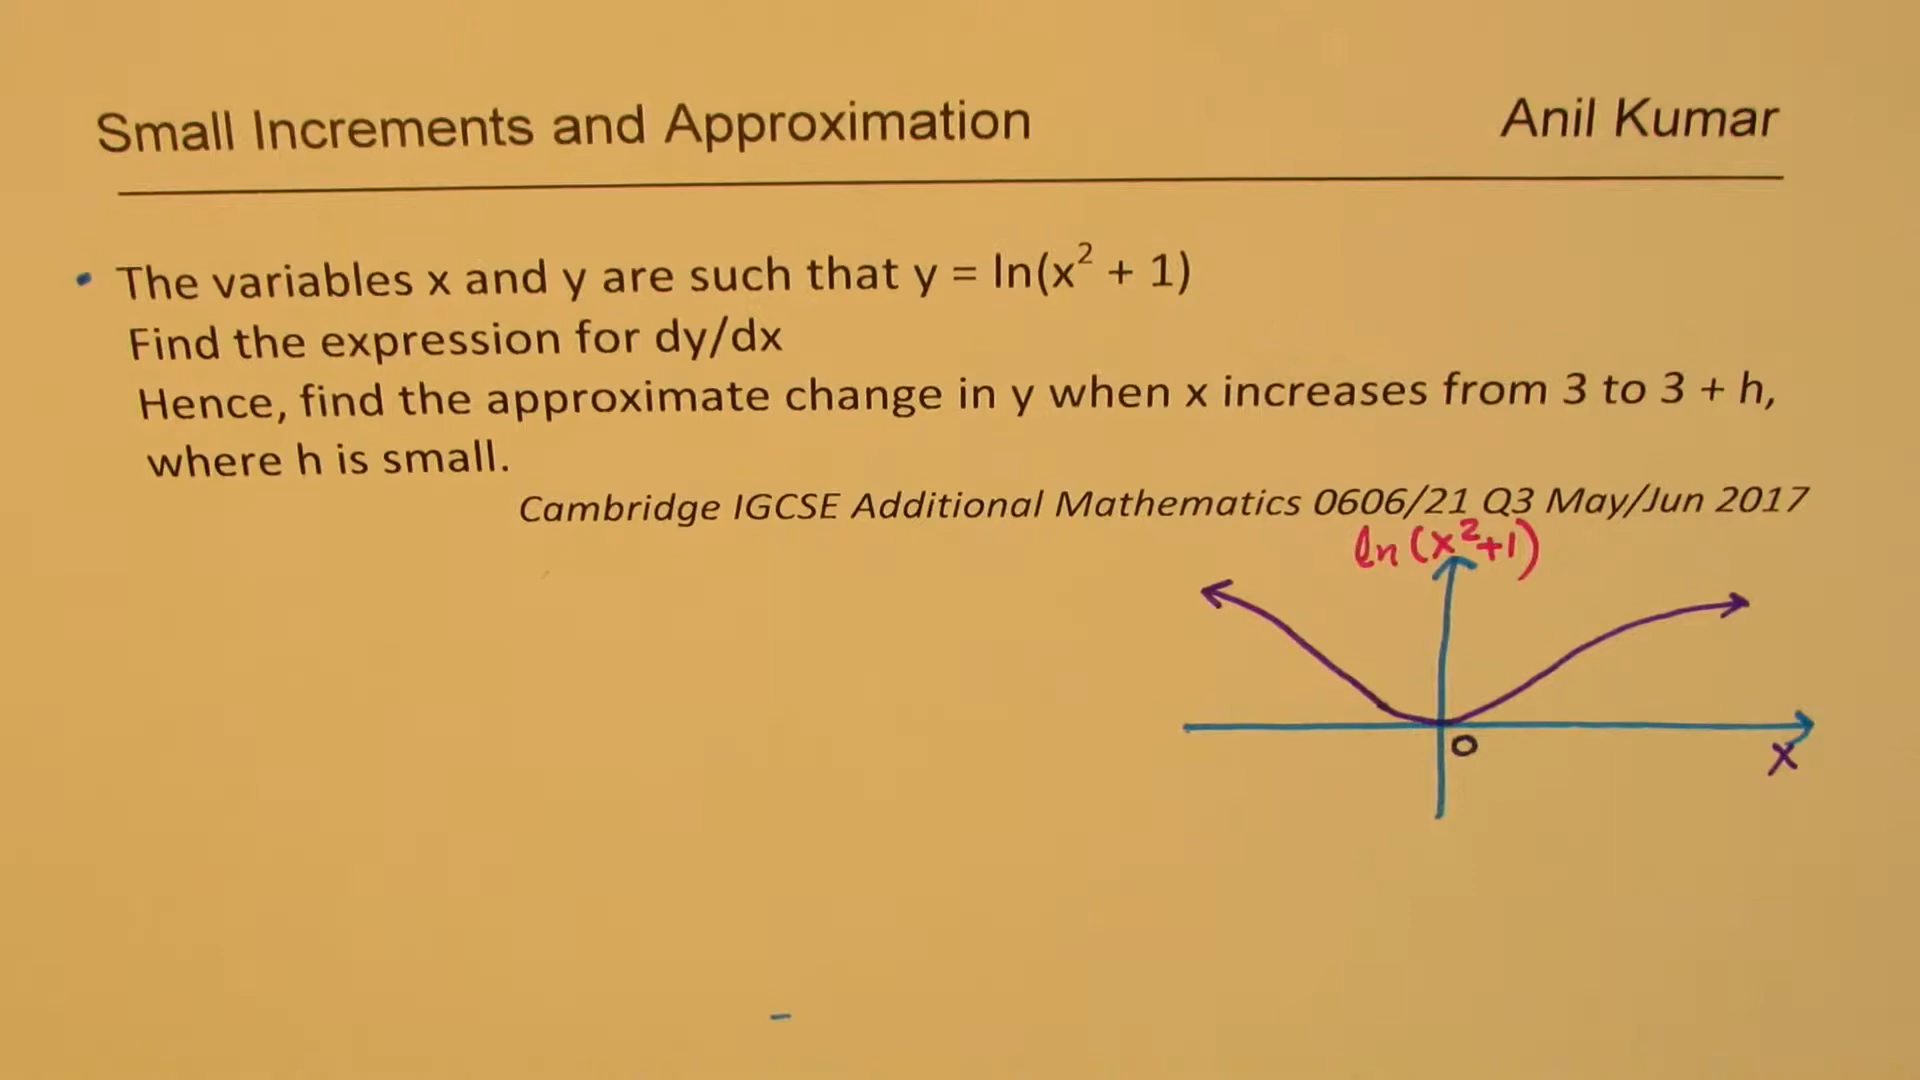 Small Increments and Approximation
Anil Kumar
• The variables x and y are such that y = ln(x² + 1)
Find the expression for dy/dx
Hence, find the approximate change in y when x increases from 3 to 3 + h,
where h is small.
Cambridge IGCSE Additional Mathematics 0606/21 Q3 May/Jun 2017
ln (x²+1)
0
x